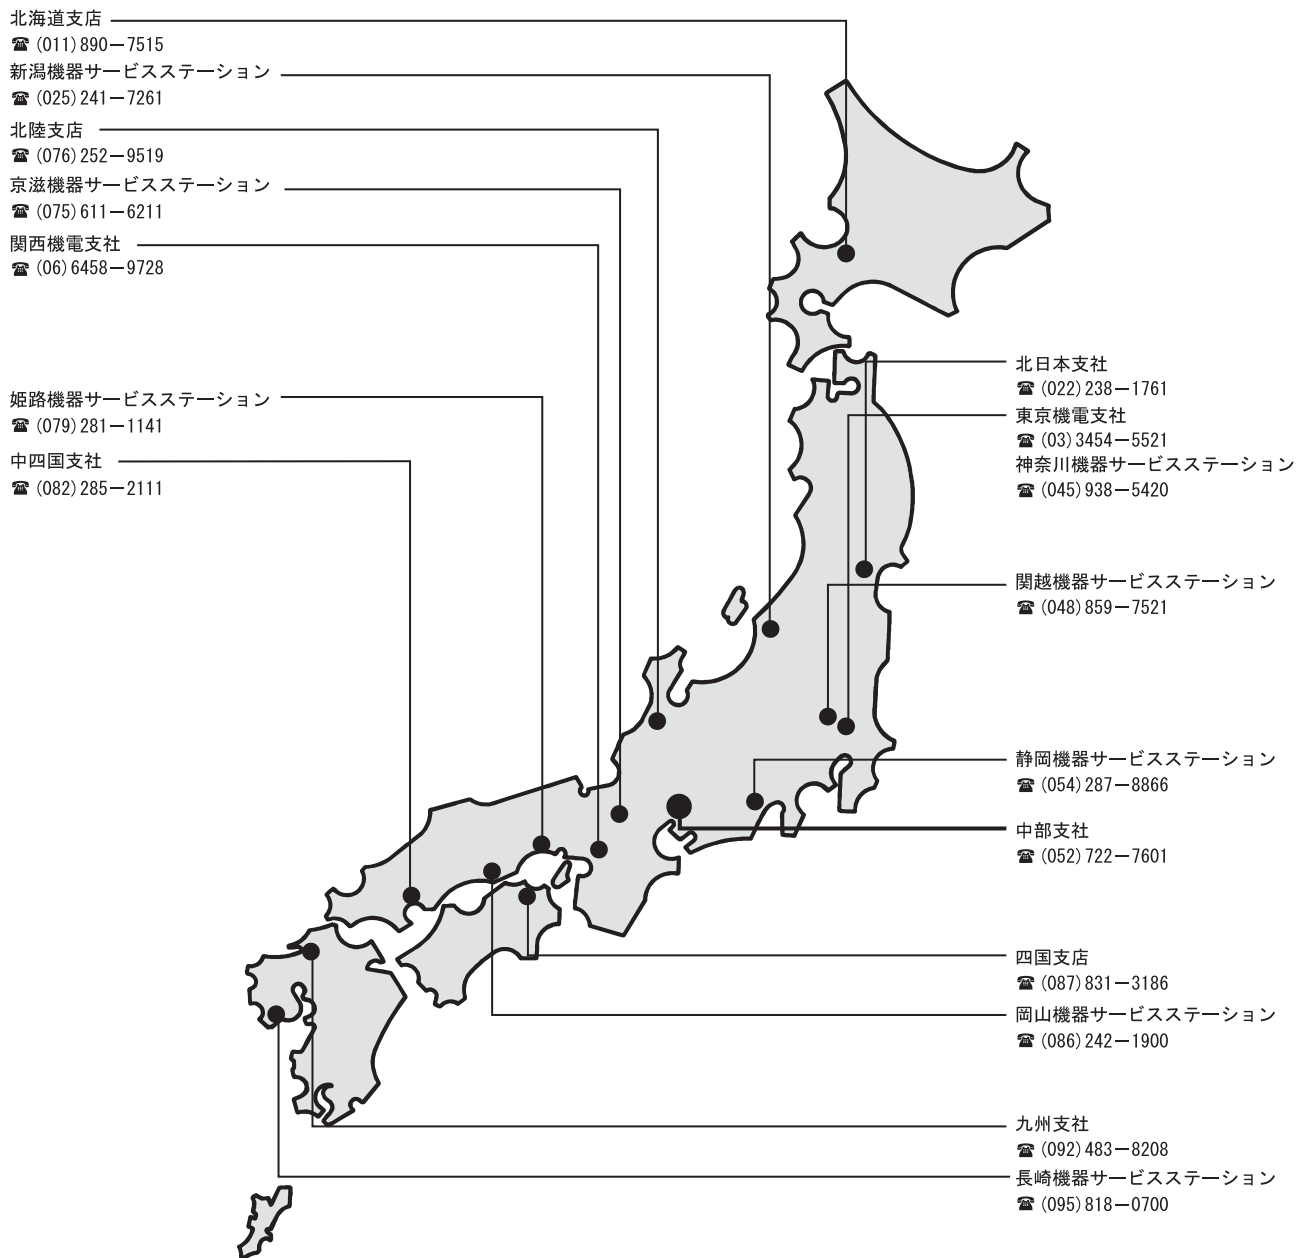 北海道支店
☎(011)890－7515
新潟機器サービスステーション
☎(025)241－7261
北陸支店
☎(076)252－9519
京滋機器サービスステーション
☎(075)611－6211
関西機電支社
☎(06)6458－9728
姫路機器サービスステーション
☎(079)281－1141
中四国支社
☎(082)285－2111
北日本支社
☎(022)238－1761
東京機電支社
☎(03)3454－5521
神奈川機器サービスステーション
☎(045)938－5420
関越機器サービスステーション
☎(048)859－7521
静岡機器サービスステーション
☎(054)287－8866
中部支社
☎(052)722－7601
四国支店
☎(087)831－3186
岡山機器サービスステーション
☎(086)242－1900
九州支社
☎(092)483－8208
長崎機器サービスステーション
☎(095)818－0700